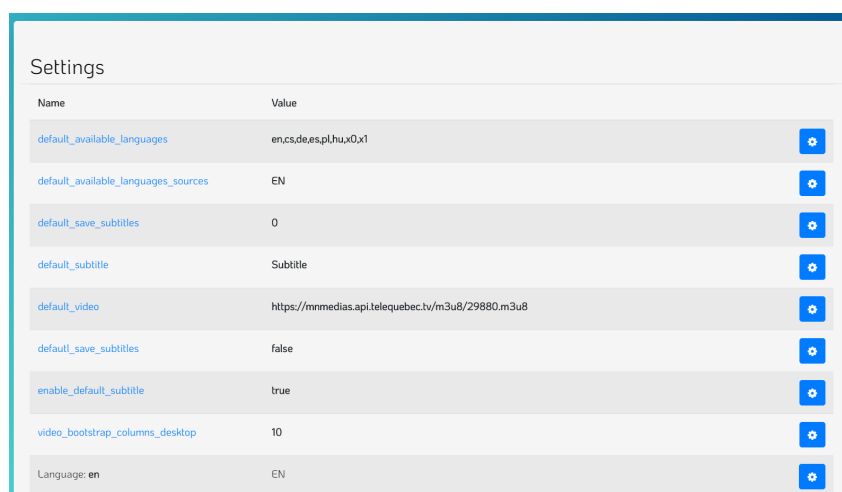 Settings
Name Value
default_available_languages en,cs,de,es,pl,hu,x0,x1
default_available_languages_sources EN
default_save_subtitles 0
default_subtitle Subtitle
default_video https://mnmedias.api.telequebec.tv/m3u8/29880.m3u8
defautl_save_subtitles false
enable_default_subtitle true
video_bootstrap_columns_desktop 10
Language: en EN